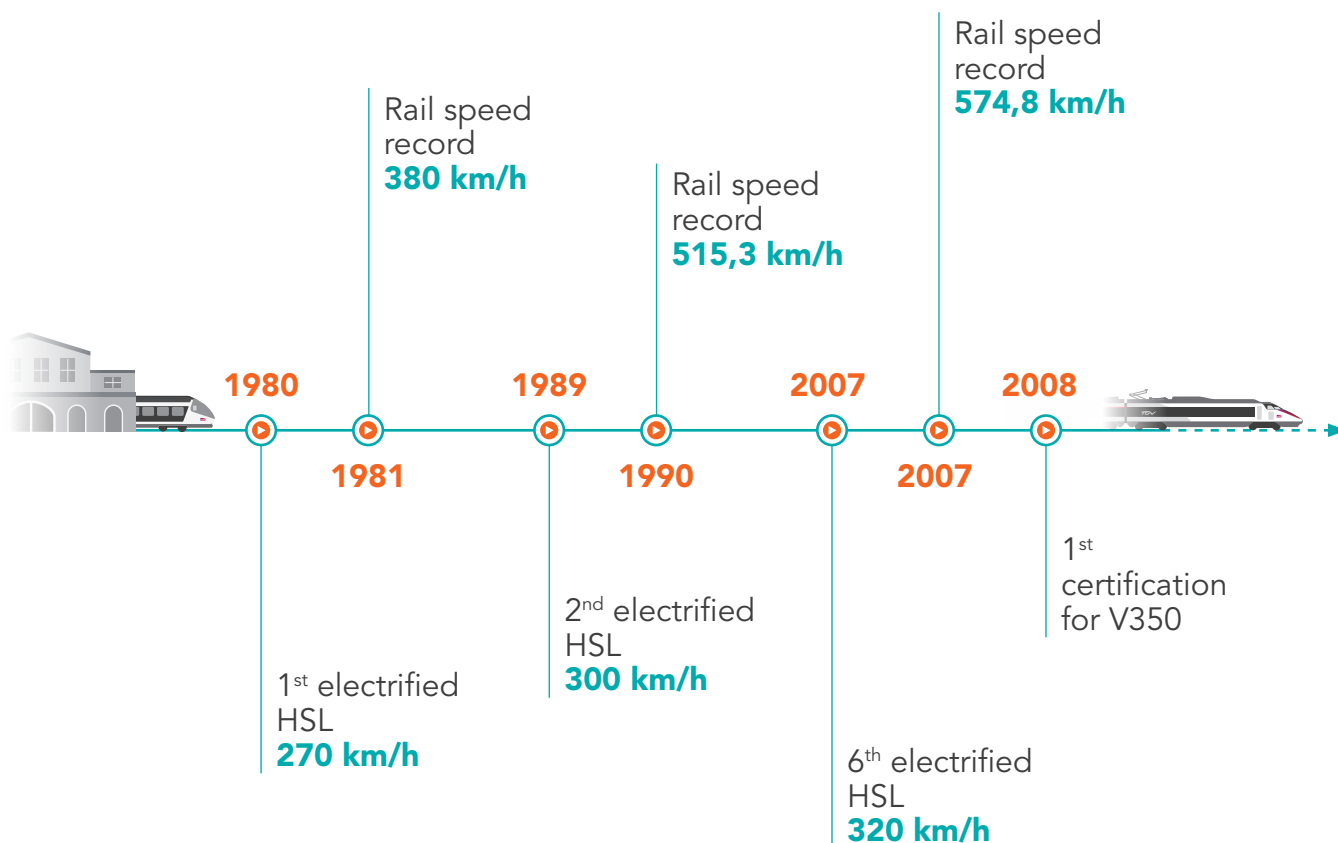 Rail speed
record
574,8 km/h
Rail speed
record
380 km/h
Rail speed
record
515,3 km/h
1980
1989
2007
2008
1981
1990
2007
1st
certification
for V350
2nd electrified
HSL
300 km/h
1st electrified
HSL
270 km/h
6th electrified
HSL
320 km/h
TGV